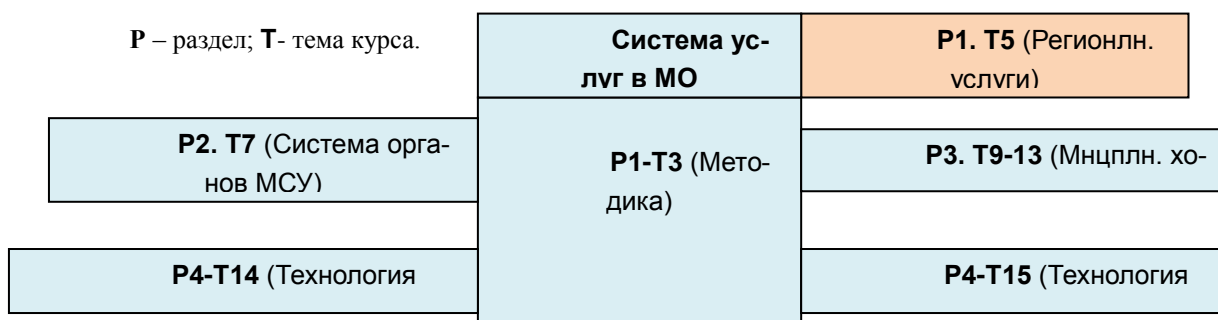 Р – раздел; Т- тема курса.
Система ус-
луг в МО
Р1. Т5 (Регионлн.
услуги)
Р2. Т7 (Система орга-
нов МСУ)
Р1-Т3 (Мето-
дика)
Р3. Т9-13 (Мнцплн. хо-
Р4-Т14 (Технология
Р4-Т15 (Технология